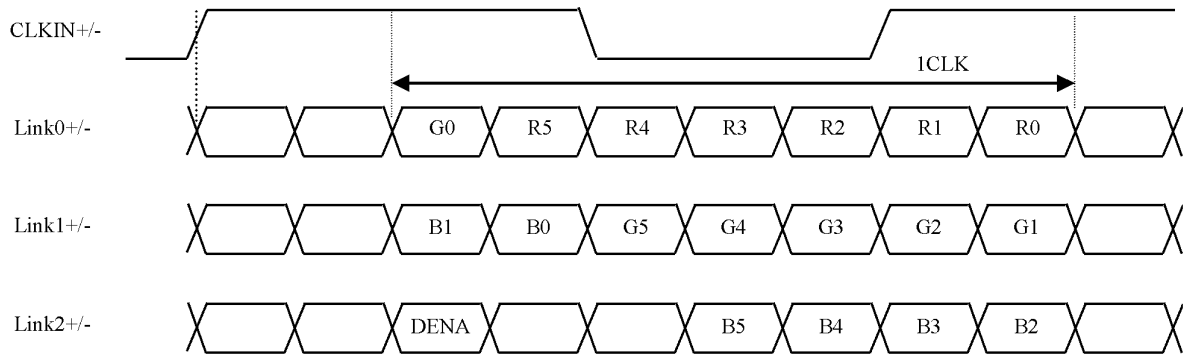 CLKIN+/-
1CLK
Link0+/- G0 R5 R4 R3 R2 R1 R0
Link1+/- B1 B0 G5 G4 G3 G2 G1
Link2+/- DENA B5 B4 B3 B2